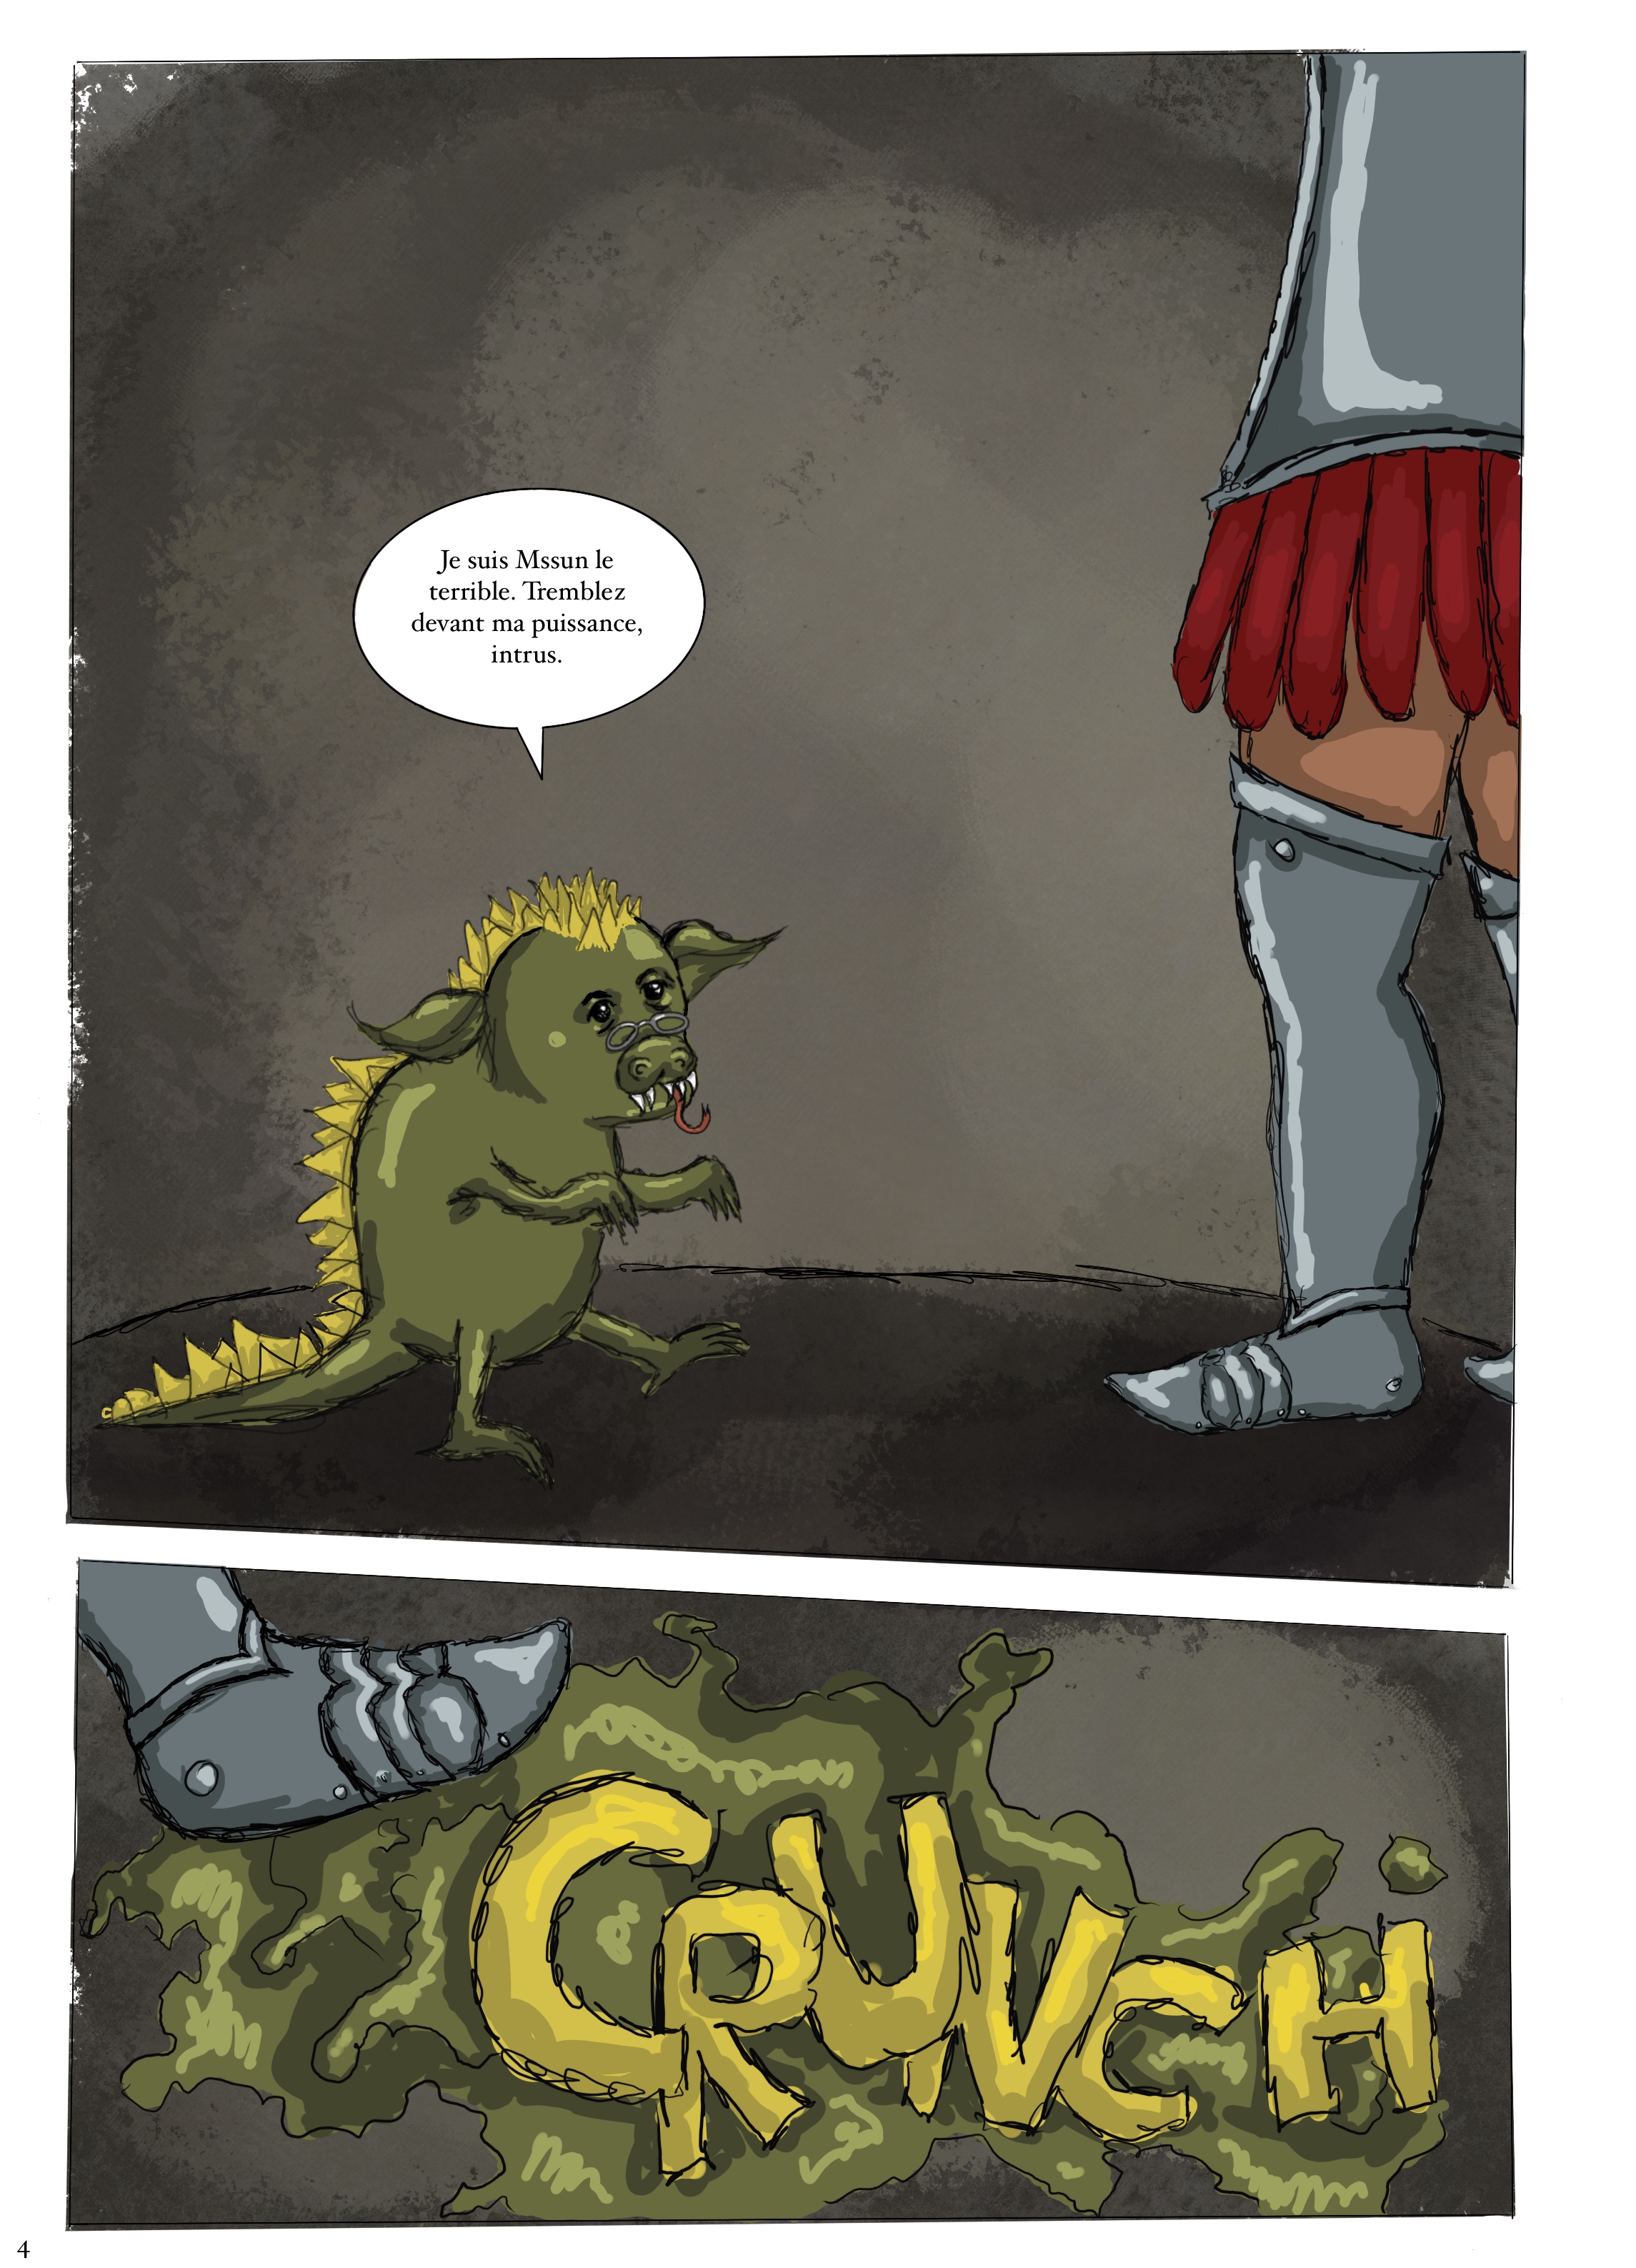 Je suis Mssun le
terrible. Tremblez
devant ma puissance,
intrus.
CRUNCH
4